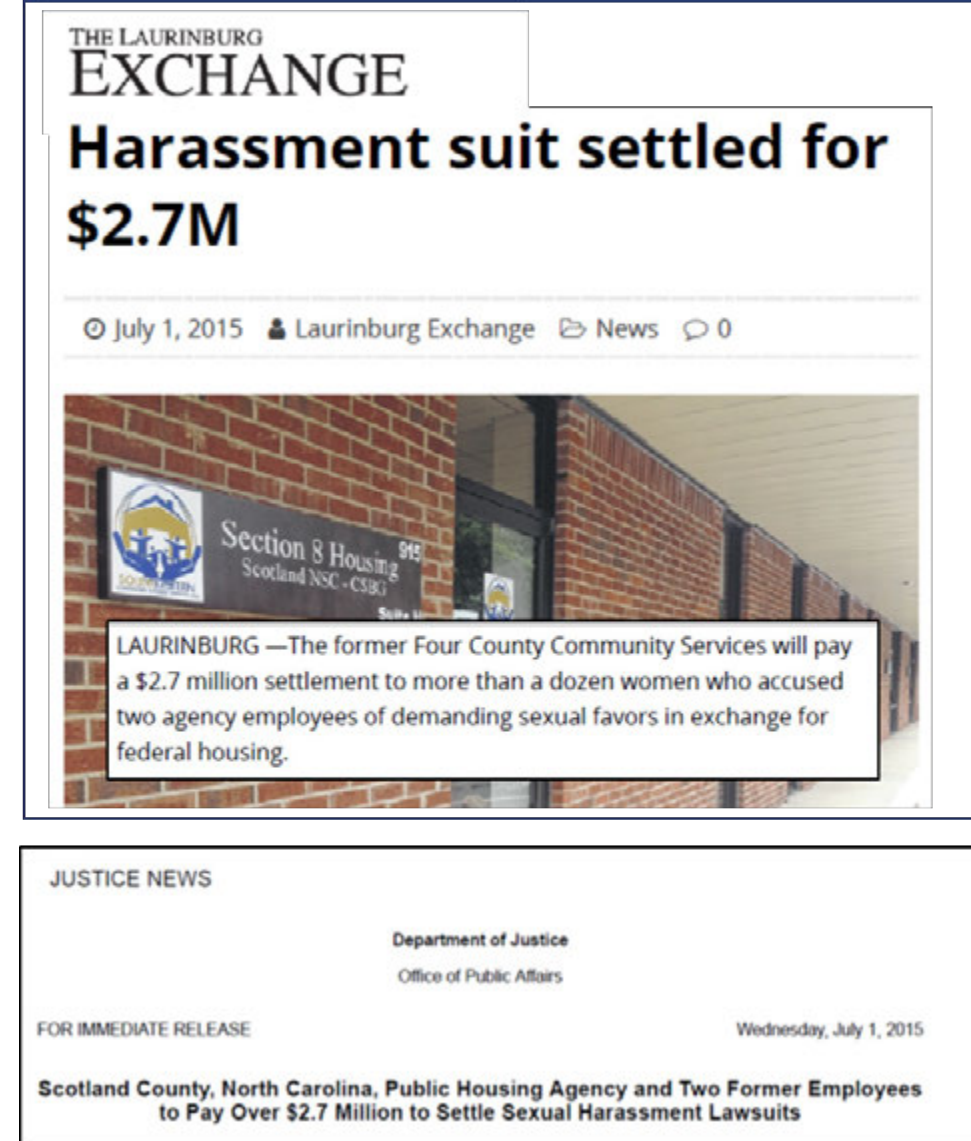 THE LAURINBURG
EXCHANGE
Harassment suit settled for
$2.7M
July 1, 2015 Laurinburg Exchange News 0
Section 8 Housing 915
Scotland NSC - CSBG
LAURINBURG —The former Four County Community Services will pay
a $2.7 million settlement to more than a dozen women who accused
two agency employees of demanding sexual favors in exchange for
federal housing.
JUSTICE NEWS
Department of Justice
Office of Public Affairs
FOR IMMEDIATE RELEASE Wednesday, July 1, 2015
Scotland County, North Carolina, Public Housing Agency and Two Former Employees
to Pay Over $2.7 Million to Settle Sexual Harassment Lawsuits